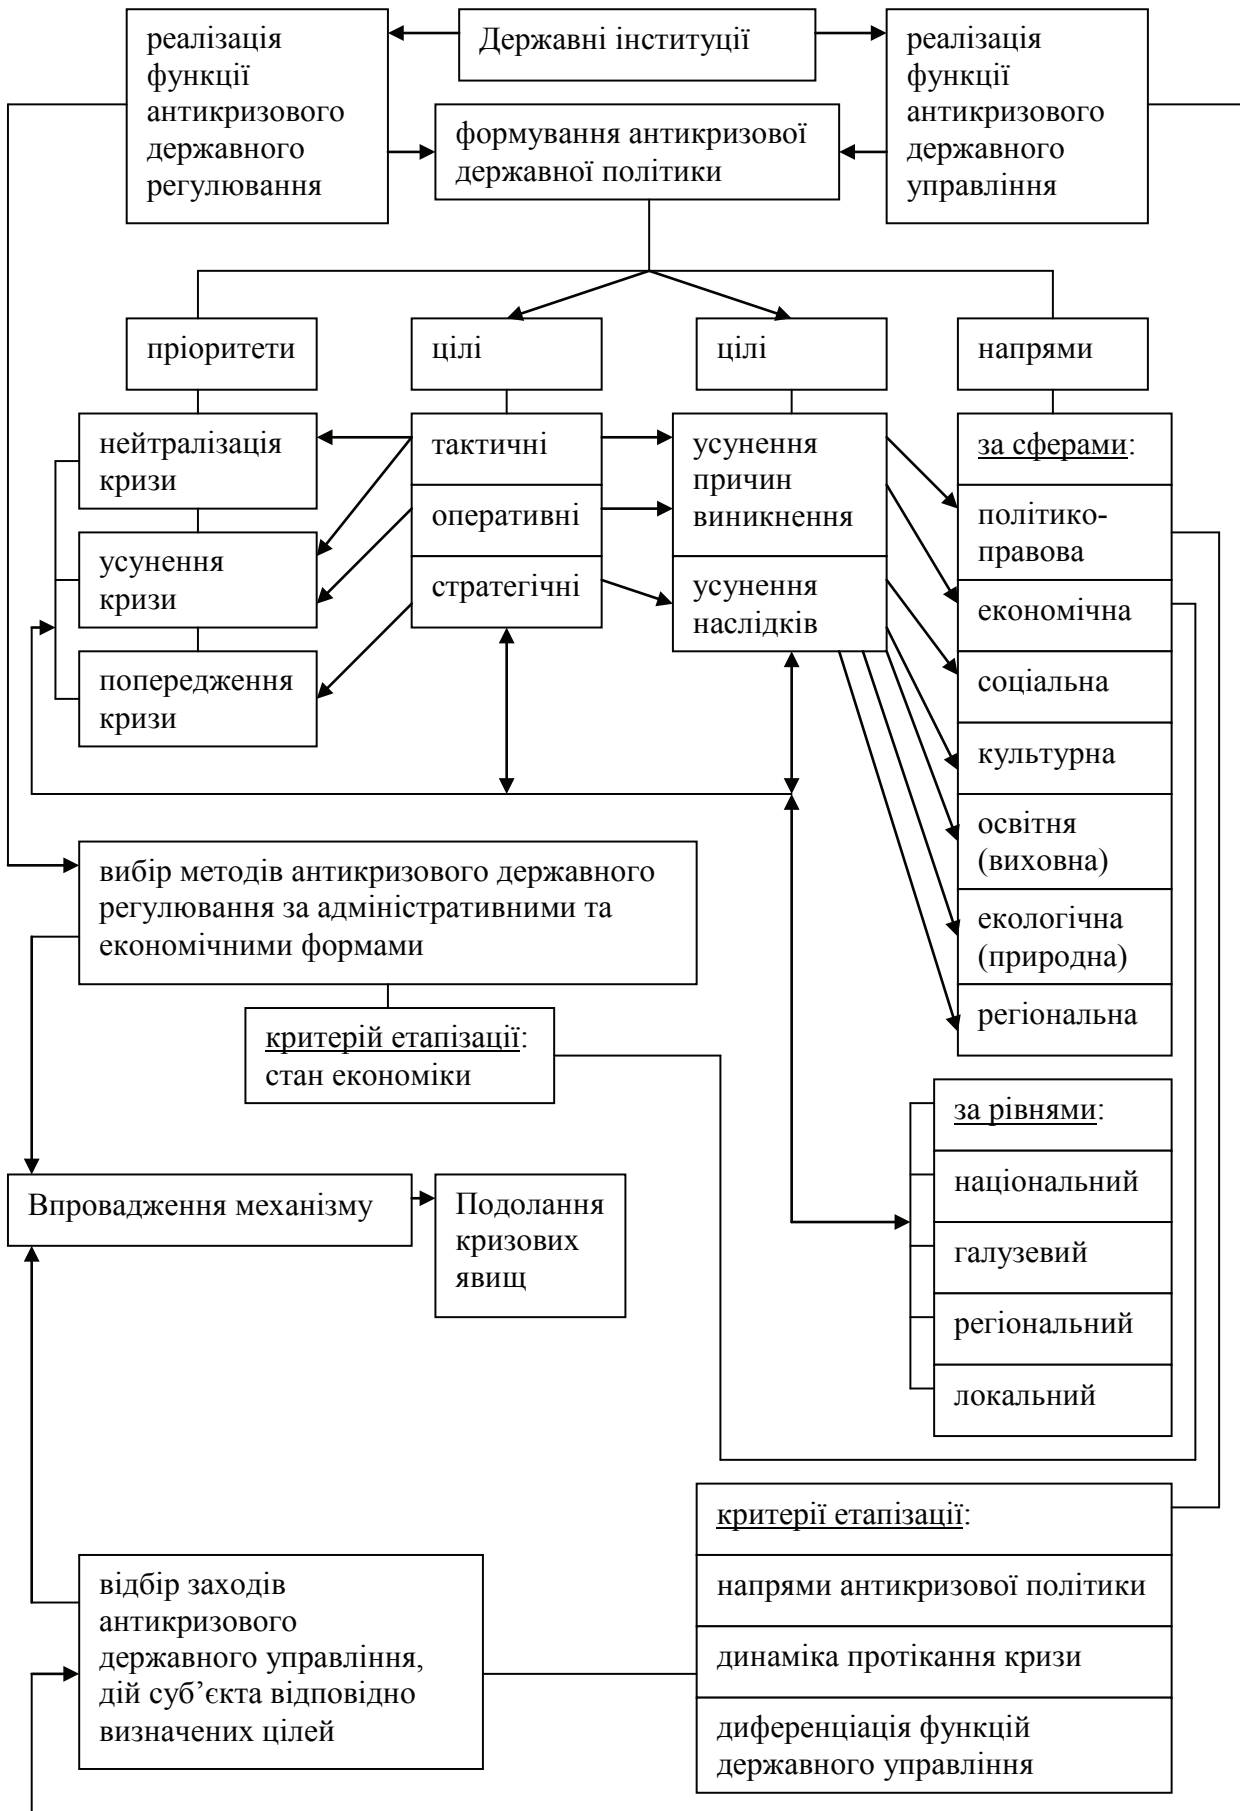 реалізація
функції
антикризового
державного
регулювання
Державні інституції
реалізація
функції
антикризового
державного
управління
формування антикризової
державної політики
пріоритети
цілі
цілі
напрями
нейтралізація
кризи
усунення
кризи
попередження
кризи
тактичні
оперативні
стратегічні
усунення
причин
виникнення
усунення
наслідків
за сферами:
політико-
правова
економічна
соціальна
культурна
освітня
(виховна)
екологічна
(природна)
регіональна
вибір методів антикризового державного
регулювання за адміністративними та
економічними формами
критерій етапізації:
стан економіки
за рівнями:
національний
галузевий
регіональний
локальний
Впровадження механізму
Подолання
кризових
явищ
критерії етапізації:
напрями антикризової політики
динаміка протікання кризи
диференціація функцій
державного управління
відбір заходів
антикризового
державного управління,
дій суб’єкта відповідно
визначених цілей